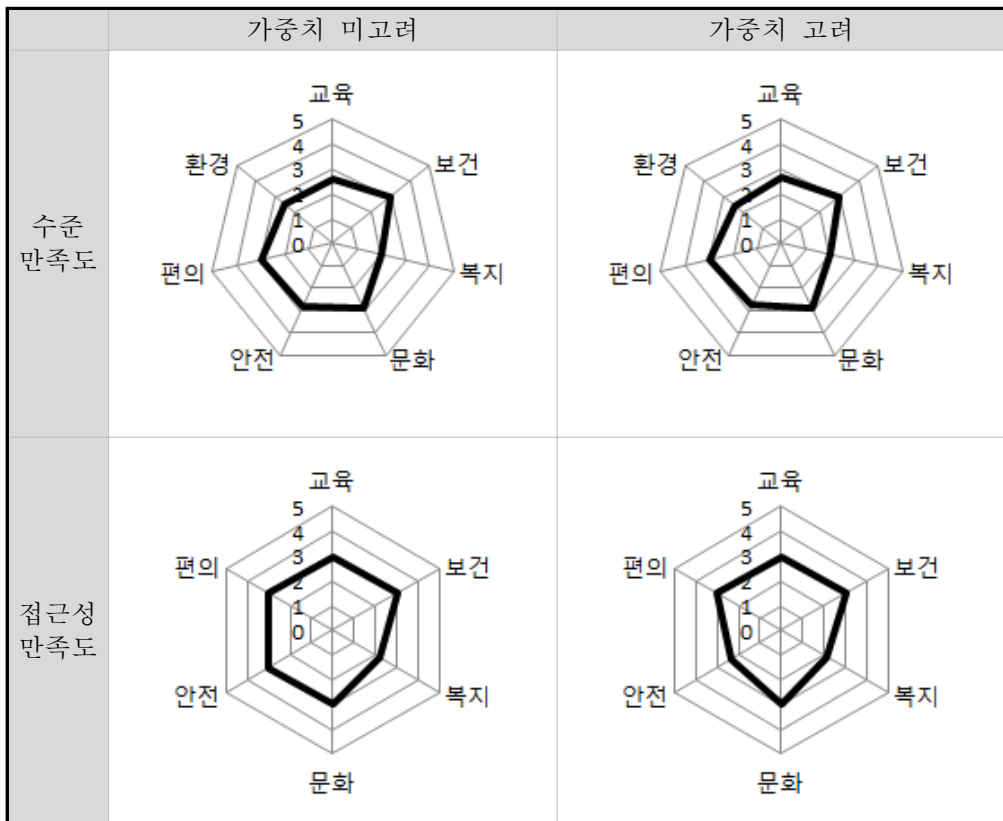 가중치 미고려
가중치 고려
수준
만족도
교육
보건
복지
문화
안전
편의
환경
5
4
3
2
1
0
교육
보건
복지
문화
안전
편의
환경
5
4
3
2
1
0
접근성
만족도
교육
보건
복지
문화
안전
편의
5
4
3
2
1
0
교육
보건
복지
문화
안전
편의
5
4
3
2
1
0